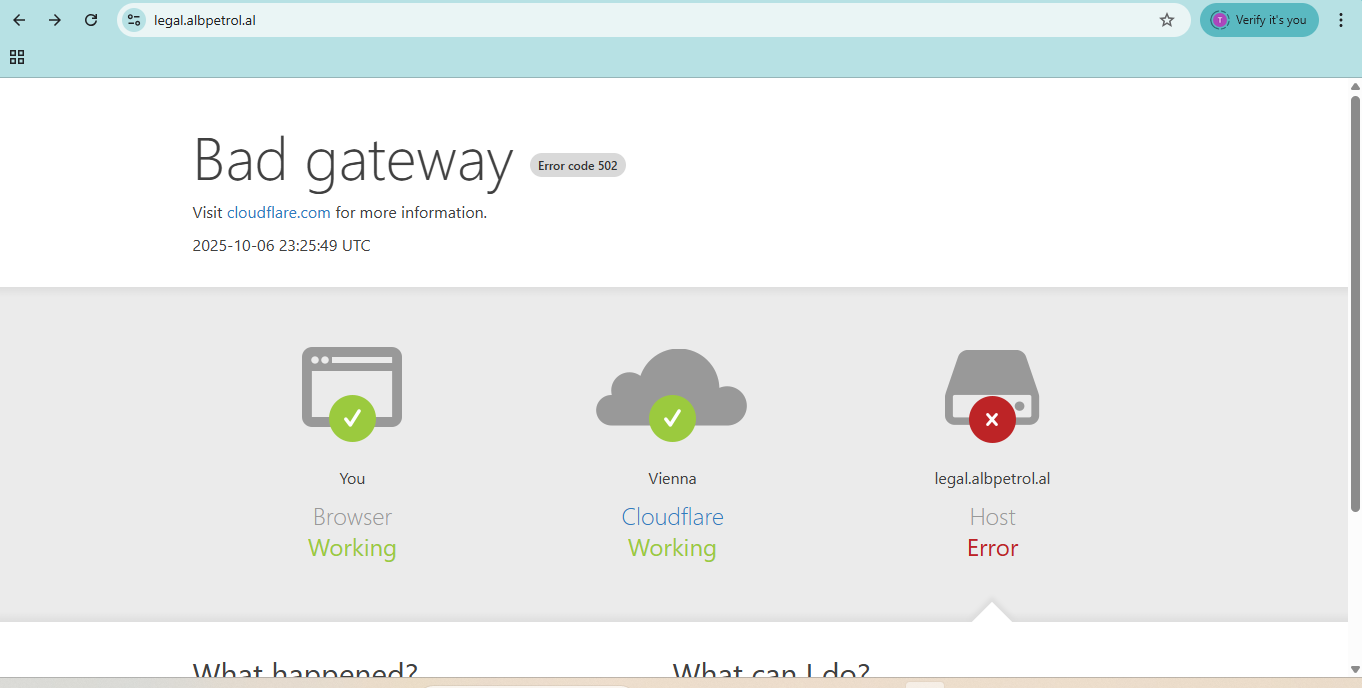 legal.albpetrol.al
T
Verify it's you
Bad gateway Error code 502
Visit cloudflare.com for more information.
2025-10-06 23:25:49 UTC
You
Browser
Working
Vienna
Cloudflare
Working
legal.albpetrol.al
Host
Error
What happened?
What can I do?